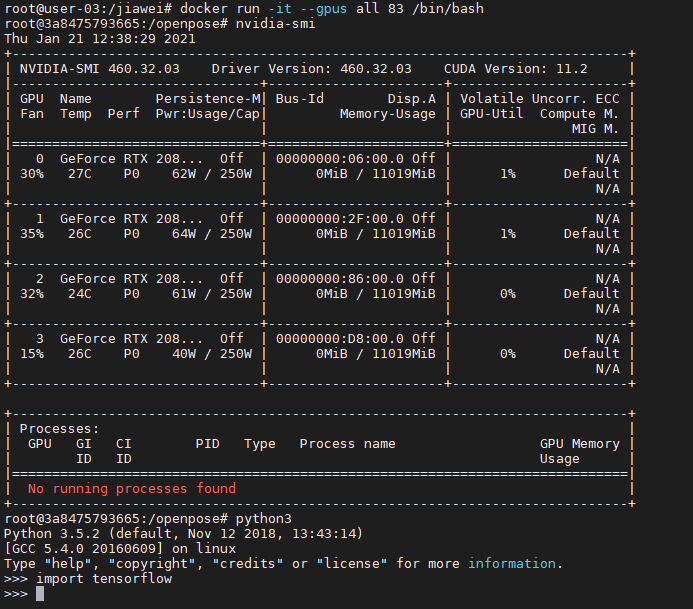 root@user-03:/jiawei# docker run -it --gpus all 83 /bin/bash
root@3a8475793665:/openpose# nvidia-smi
Thu Jan 21 12:38:29 2021
+-----------------------------------------------------------------------------+
| NVIDIA-SMI 460.32.03    Driver Version: 460.32.03    CUDA Version: 11.2     |
|-------------------------------+----------------------+----------------------+
| GPU  Name        Persistence-M| Bus-Id        Disp.A | Volatile Uncorr. ECC |
| Fan  Temp  Perf  Pwr:Usage/Cap|         Memory-Usage | GPU-Util  Compute M. |
|                               |                      |               MIG M. |
|===============================+======================+======================|
|   0  GeForce RTX 208...  Off  | 00000000:06:00.0 Off |                  N/A |
| 30%   27C    P0    62W / 250W |      0MiB / 11019MiB |      1%      Default |
|                               |                      |                  N/A |
+-------------------------------+----------------------+----------------------+
|   1  GeForce RTX 208...  Off  | 00000000:2F:00.0 Off |                  N/A |
| 35%   26C    P0    64W / 250W |      0MiB / 11019MiB |      1%      Default |
|                               |                      |                  N/A |
+-------------------------------+----------------------+----------------------+
|   2  GeForce RTX 208...  Off  | 00000000:86:00.0 Off |                  N/A |
| 32%   24C    P0    61W / 250W |      0MiB / 11019MiB |      0%      Default |
|                               |                      |                  N/A |
+-------------------------------+----------------------+----------------------+
|   3  GeForce RTX 208...  Off  | 00000000:D8:00.0 Off |                  N/A |
| 15%   26C    P0    40W / 250W |      0MiB / 11019MiB |      0%      Default |
|                               |                      |                  N/A |
+-------------------------------+----------------------+----------------------+

+-----------------------------------------------------------------------------+
| Processes:                                                                  |
|  GPU   GI   CI        PID   Type   Process name                  GPU Memory |
|        ID   ID                                                   Usage      |
|=============================================================================|
|  No running processes found                                                 |
+-----------------------------------------------------------------------------+
root@3a8475793665:/openpose# python3
Python 3.5.2 (default, Nov 12 2018, 13:43:14)
[GCC 5.4.0 20160609] on linux
Type "help", "copyright", "credits" or "license" for more information.
>>> import tensorflow
>>>